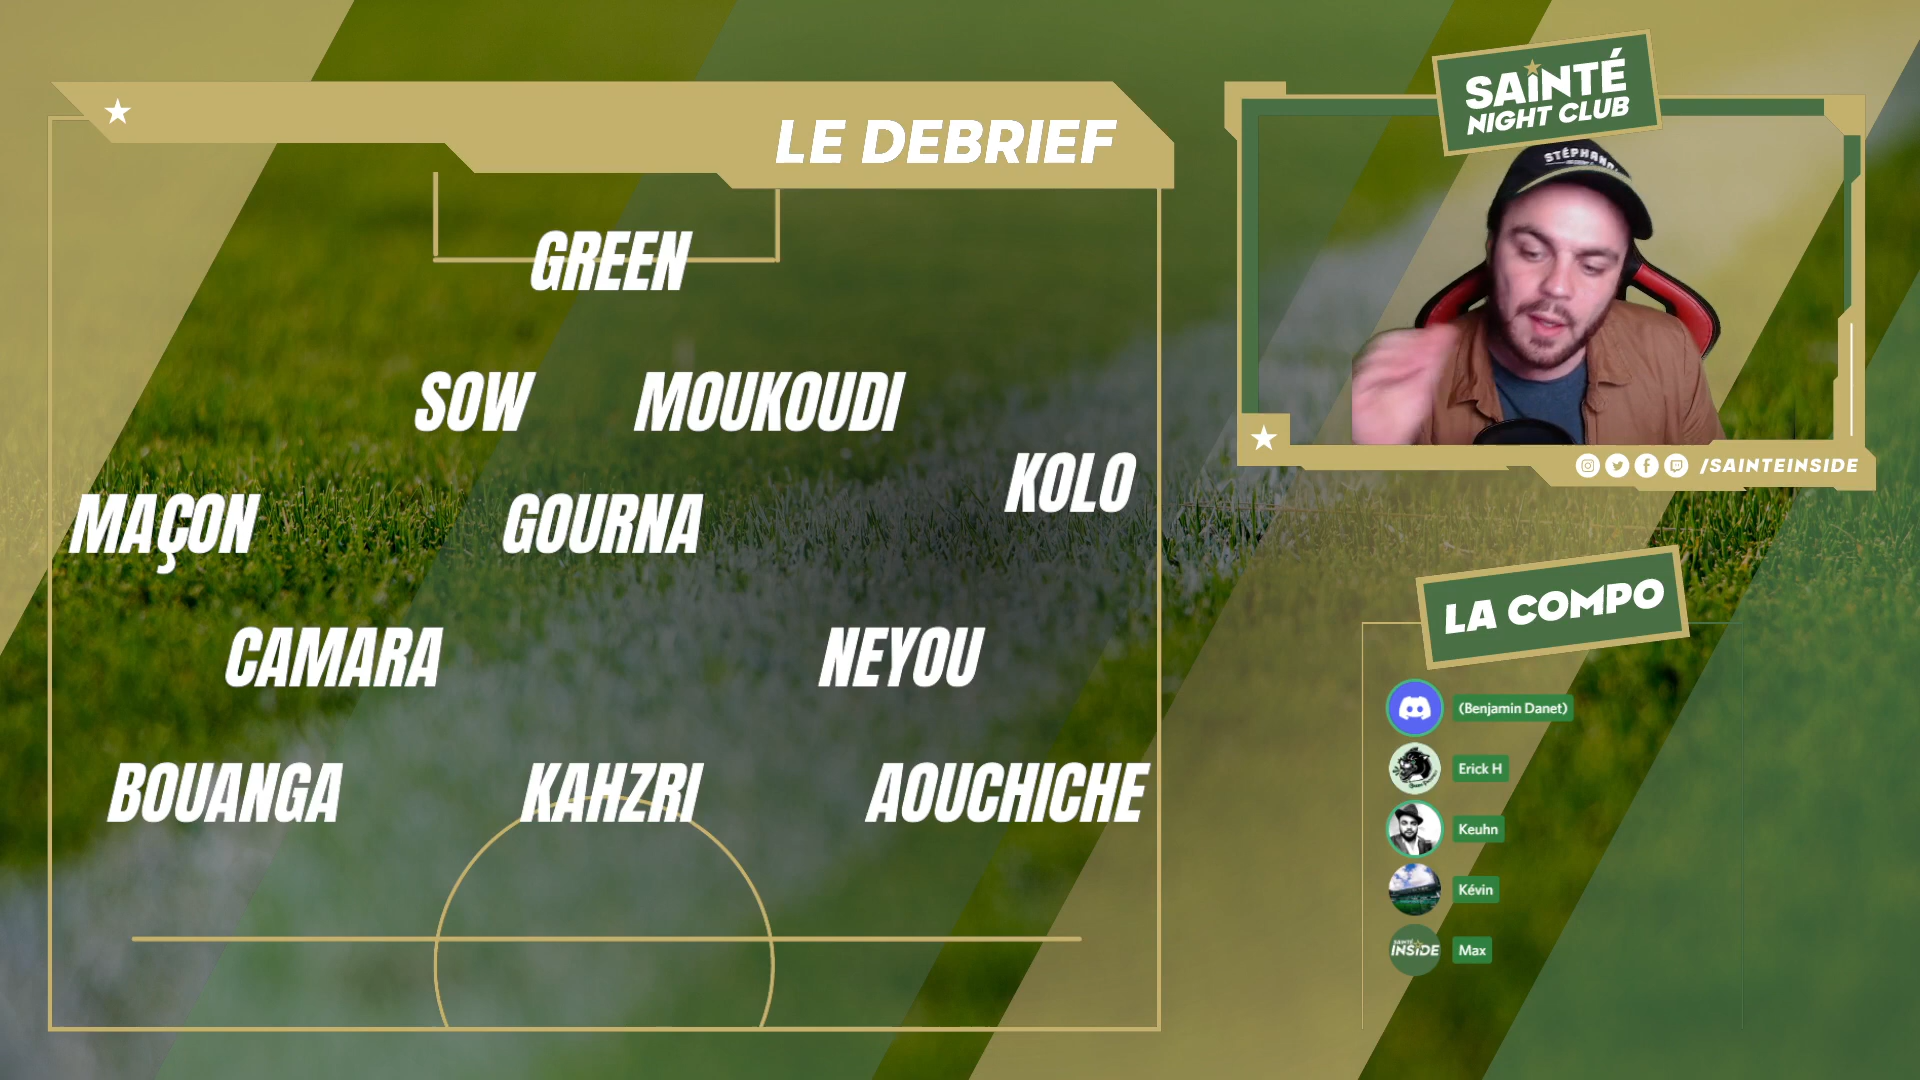 LE DEBRIEF
GREEN
SOW MOUKOUDI
KOLO
MAÇON GOURNA
CAMARA NEYOU
BOUANGA KAHZRI AOUCHICHE
SAINTÉ
NIGHT CLUB
/SAINTEINSIDE
LA COMPO
(Benjamin Danet)
Erick H
Keuhn
Kévin
INSIDE
Max